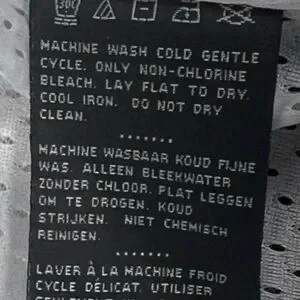 30C
MACHINE WASH COLD GENTLE
CYCLE. ONLY NON-CHLORINE
BLEACH. LAY FLAT TO DRY.
COOL IRON. DO NOT DRY
CLEAN.
MACHINE WASBAAR KOUD FIJNE
WAS. ALLEEN BLEEKWATER
ZONDER CHLOOR. PLAT LEGGEN
OM TE DROGEN. KOUD
STRIJKEN. NIET CHEMISCH
REINIGEN.
LAVER À LA MACHINE FROID
CYCLE DÉLICAT. UTILISER